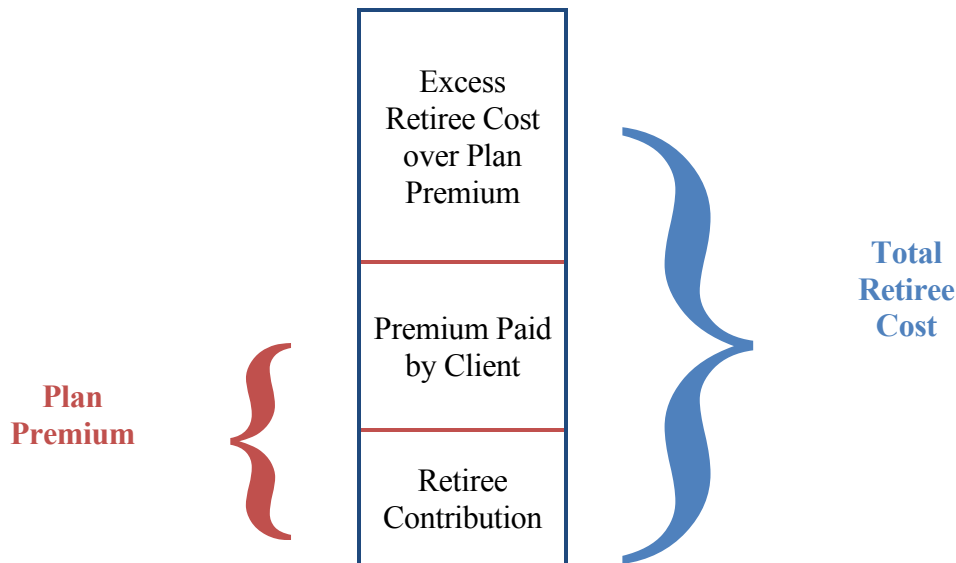 Excess
Retiree Cost
over Plan
Premium
Total
Retiree
Cost
Premium Paid
by Client
Plan
Premium
Retiree
Contribution